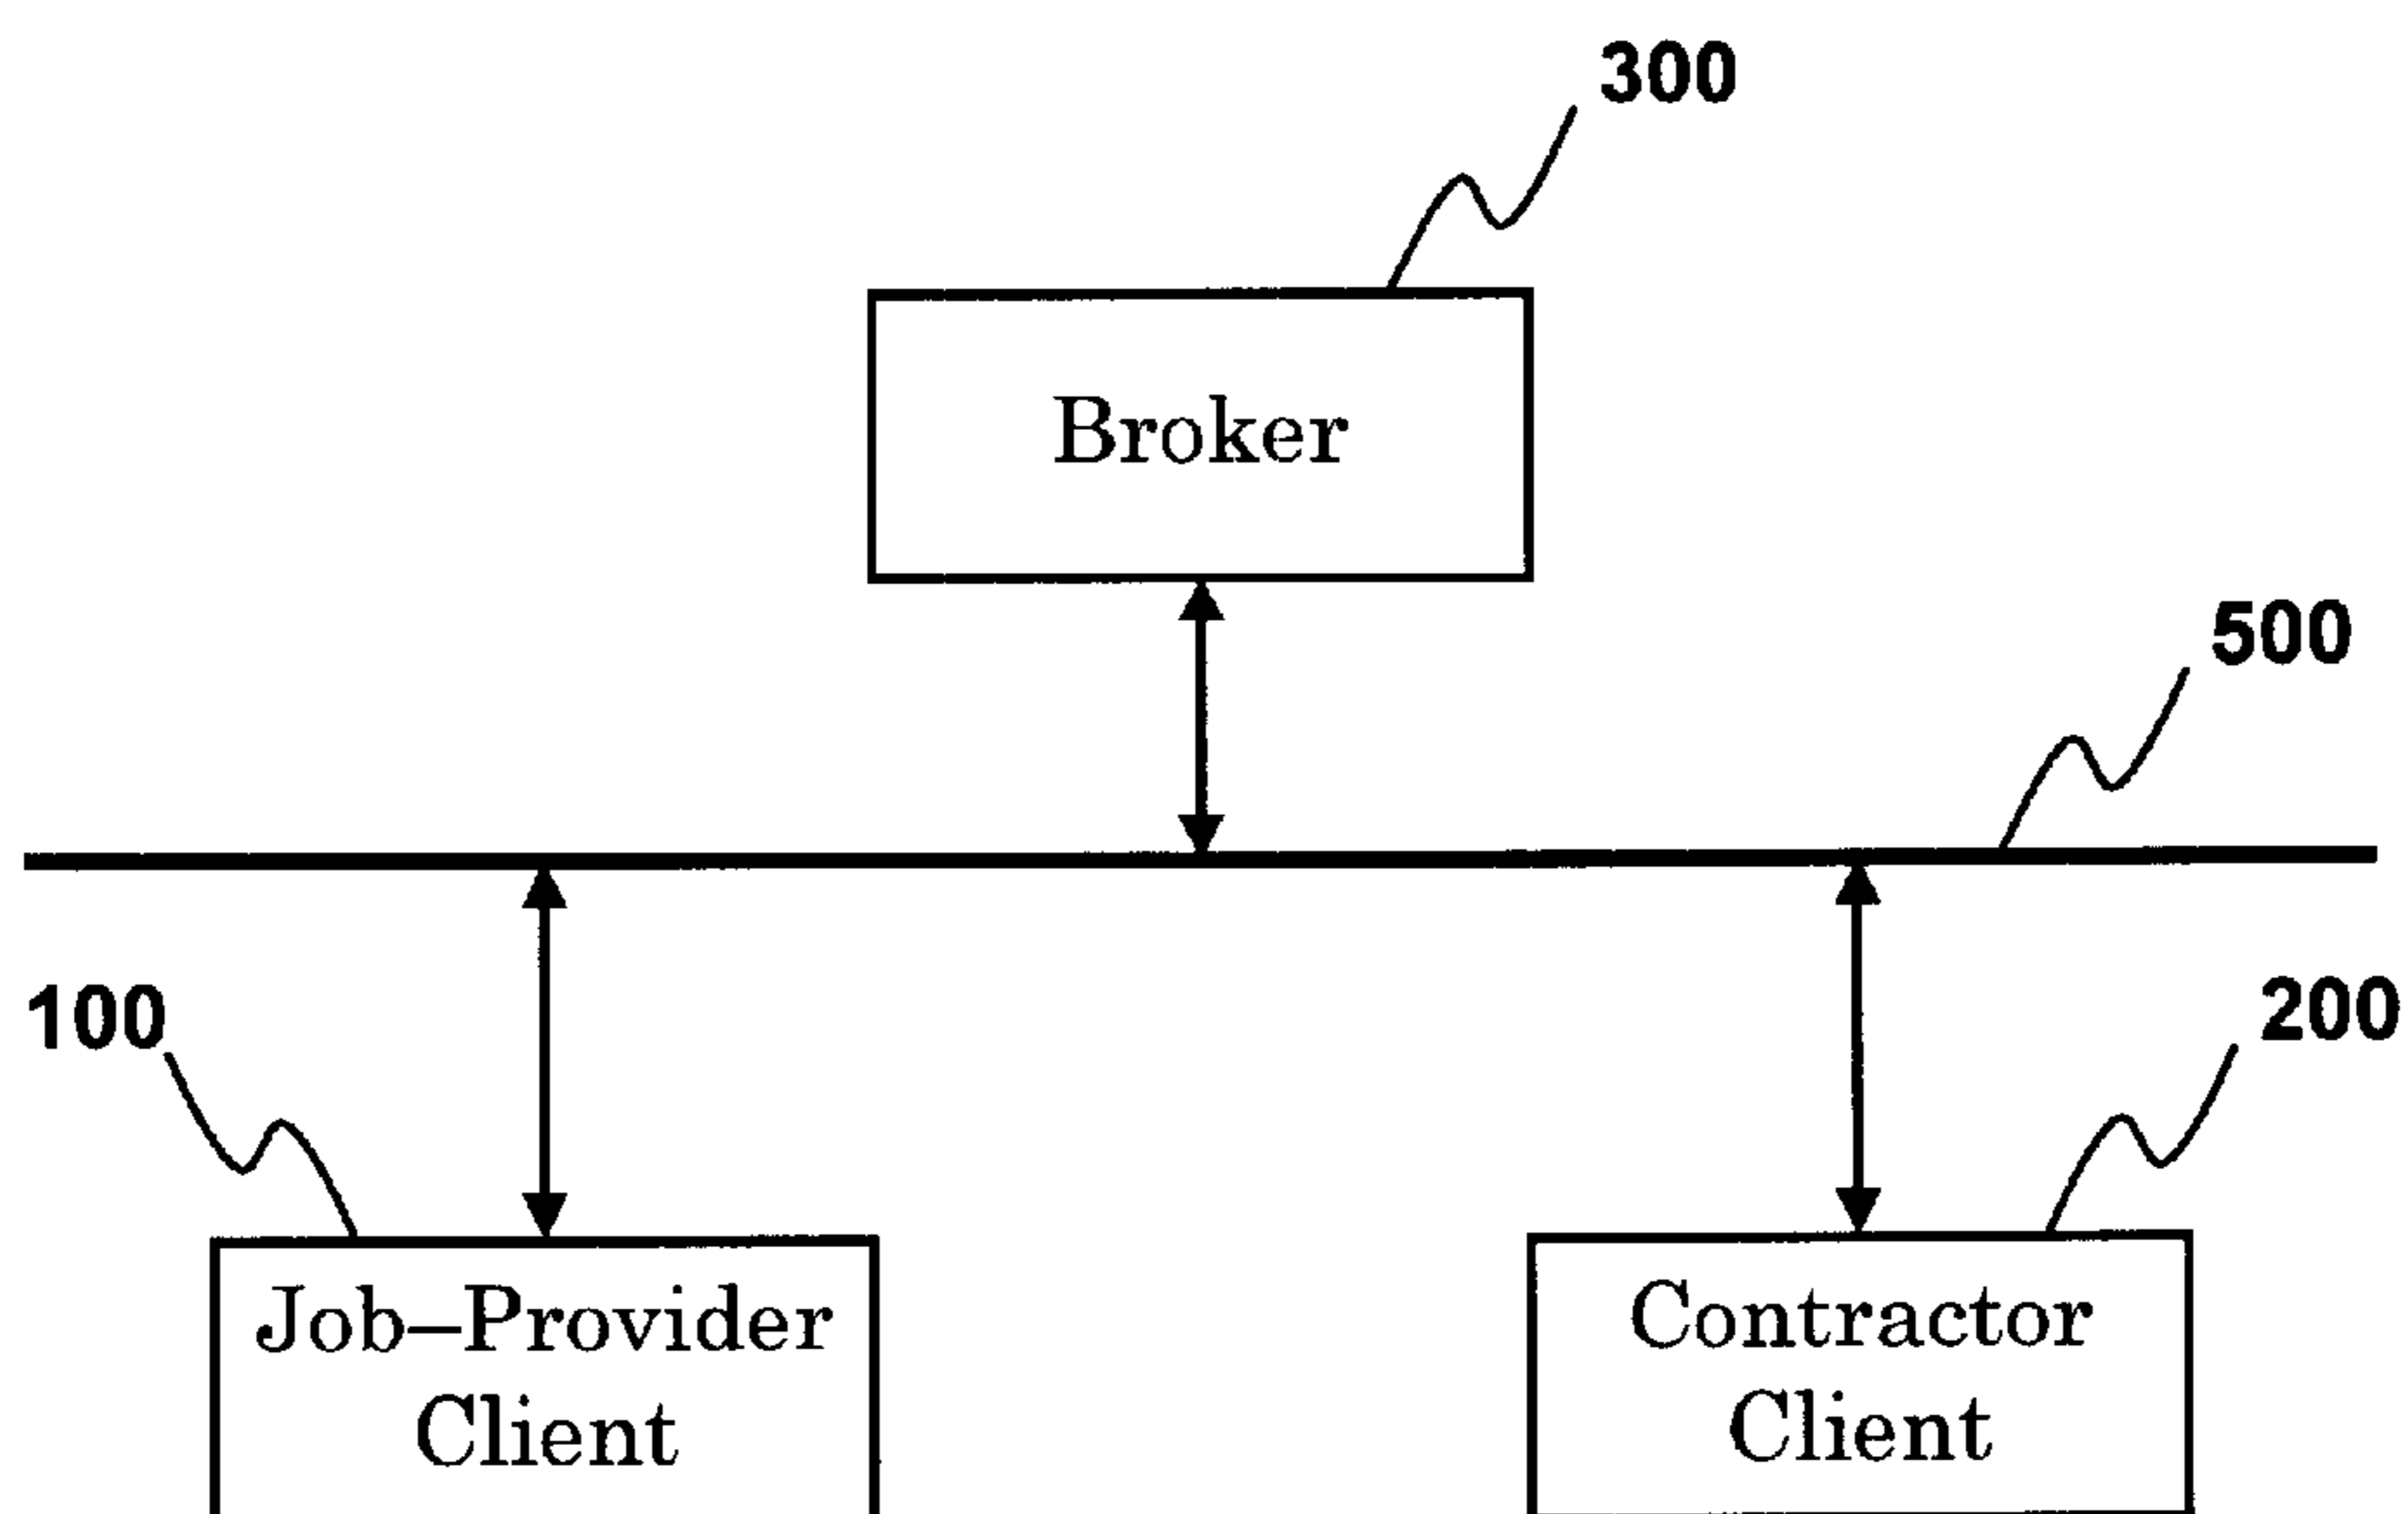 300
Broker
500
100
200
Job–Provider
Client
Contractor
Client